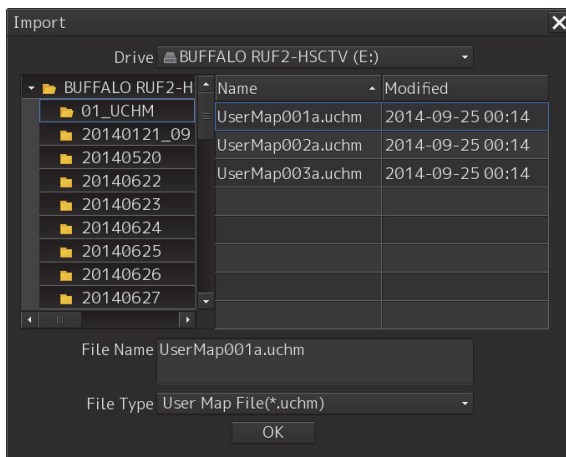 Import
Drive BUFFALO RUF2-HSCTV (E:)
BUFFALO RUF2-H
01_UCHM
20140121_09
20140520
20140622
20140623
20140624
20140625
20140626
20140627
Name Modified
UserMap001a.uchm 2014-09-25 00:14
UserMap002a.uchm 2014-09-25 00:14
UserMap003a.uchm 2014-09-25 00:14
File Name UserMap001a.uchm
File Type User Map File(*.uchm)
OK